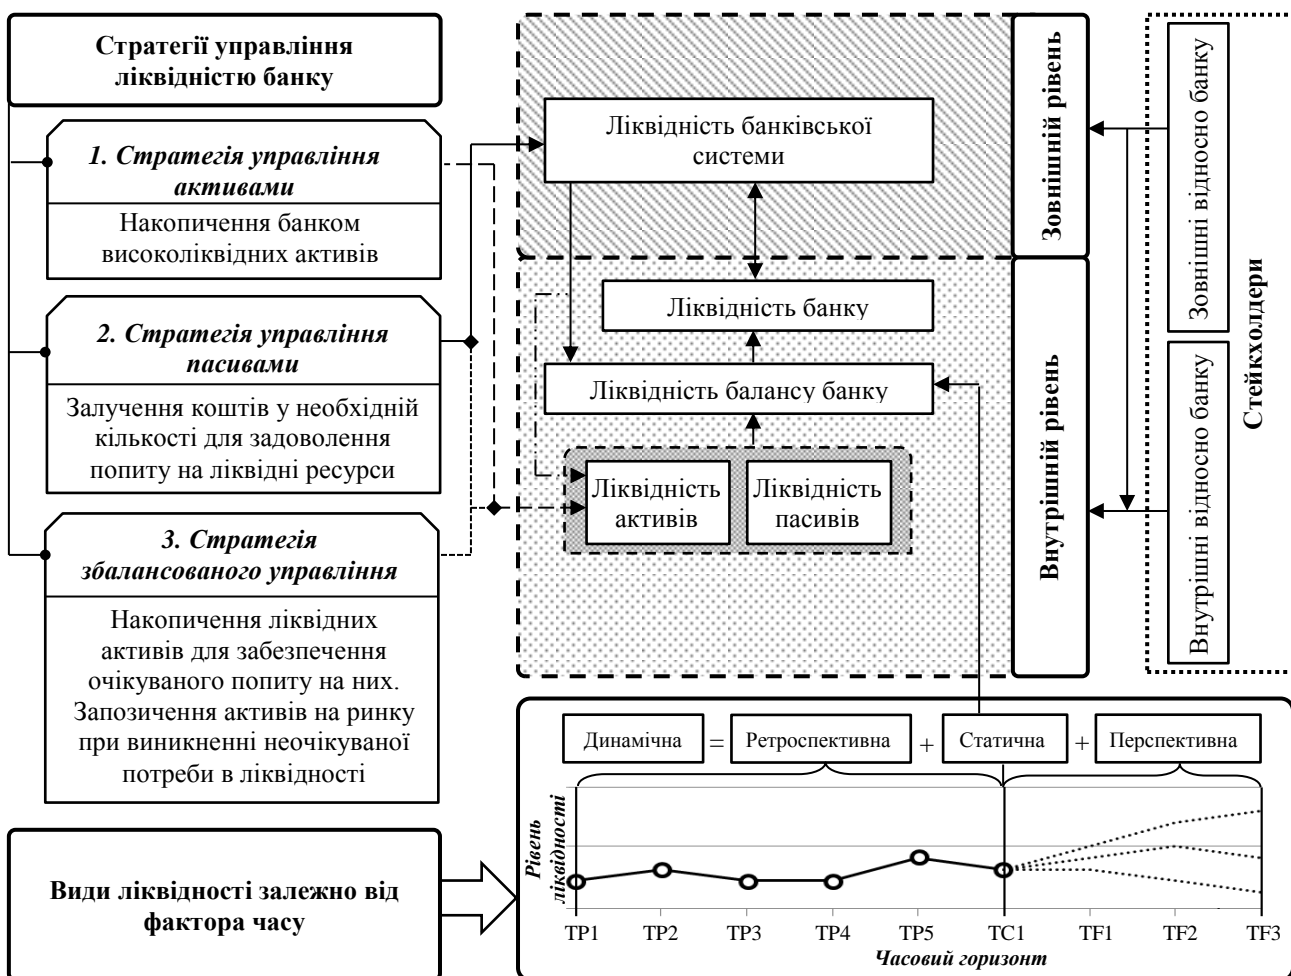 Стратегії управління
ліквідністю банку
1. Стратегія управління
активами
Накопичення банком
високоліквідних активів
2. Стратегія управління
пасивами
Залучення коштів у необхідній
кількості для задоволення
попиту на ліквідні ресурси
3. Стратегія
збалансованого управління
Накопичення ліквідних
активів для забезпечення
очікуваного попиту на них.
Запозичення активів на ринку
при виникненні неочікуваної
потреби в ліквідності
Види ліквідності залежно від
фактора часу
Ліквідність банківської
системи
Ліквідність банку
Ліквідність балансу банку
Ліквідність
активів
Ліквідність
пасивів
Зовнішній рівень
Внутрішній рівень
Зовнішні відносно банку
Внутрішні відносно банку
Стейкхолдери
Динамічна = Ретроспективна + Статична + Перспективна
Рівень
ліквідності
TP1 TP2 TP3 TP4 TP5 TC1 TF1 TF2 TF3
Часовий горизонт